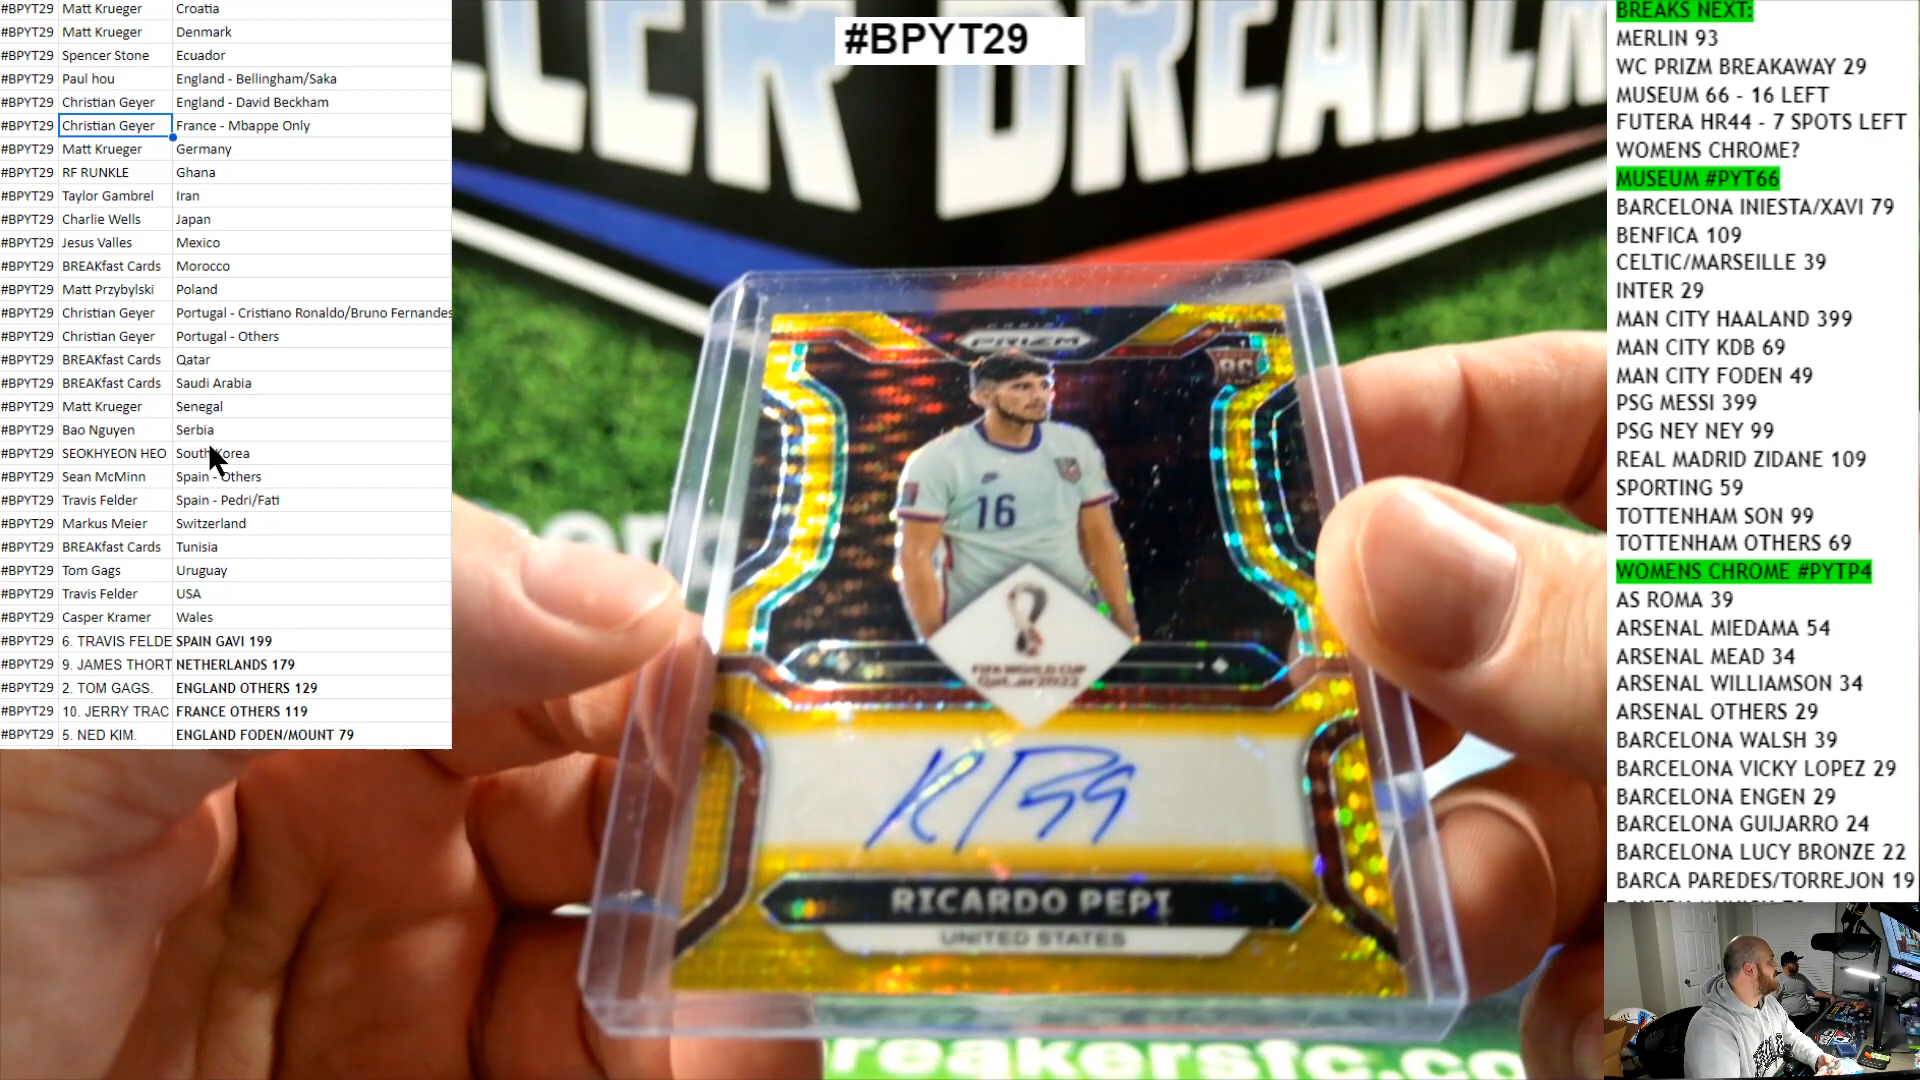 #BPYT29 Matt Krueger Croatia
#BPYT29 Matt Krueger Denmark
#BPYT29 Spencer Stone Ecuador
#BPYT29 Paul hou England - Bellingham/Saka
#BPYT29 Christian Geyer England - David Beckham
#BPYT29 Christian Geyer France - Mbappe Only
#BPYT29 Matt Krueger Germany
#BPYT29 RF RUNKLE Ghana
#BPYT29 Taylor Gambrel Iran
#BPYT29 Charlie Wells Japan
#BPYT29 Jesus Valles Mexico
#BPYT29 BREAKfast Cards Morocco
#BPYT29 Matt Przybylski Poland
#BPYT29 Christian Geyer Portugal - Cristiano Ronaldo/Bruno Fernandes
#BPYT29 Christian Geyer Portugal - Others
#BPYT29 BREAKfast Cards Qatar
#BPYT29 BREAKfast Cards Saudi Arabia
#BPYT29 Matt Krueger Senegal
#BPYT29 Bao Nguyen Serbia
#BPYT29 SEOKHYEON HEO South Korea
#BPYT29 Sean McMinn Spain - Others
#BPYT29 Travis Felder Spain - Pedri/Fati
#BPYT29 Markus Meier Switzerland
#BPYT29 BREAKfast Cards Tunisia
#BPYT29 Tom Gags Uruguay
#BPYT29 Travis Felder USA
#BPYT29 Casper Kramer Wales
#BPYT29 6. TRAVIS FELDE SPAIN GAVI 199
#BPYT29 9. JAMES THORT NETHERLANDS 179
#BPYT29 2. TOM GAGS. ENGLAND OTHERS 129
#BPYT29 10. JERRY TRAC FRANCE OTHERS 119
#BPYT29 5. NED KIM. ENGLAND FODEN/MOUNT 79
#BPYT29
PANINI
PRIZM
RC
16
FIFA WORLD CUP
Qatar2022
RICARDO PEPI
UNITED STATES
reakersfc.co
BREAKS NEXT:
MERLIN 93
WC PRIZM BREAKAWAY 29
MUSEUM 66 - 16 LEFT
FUTERA HR44 - 7 SPOTS LEFT
WOMENS CHROME?
MUSEUM #PYT66
BARCELONA INIESTA/XAVI 79
BENFICA 109
CELTIC/MARSEILLE 39
INTER 29
MAN CITY HAALAND 399
MAN CITY KDB 69
MAN CITY FODEN 49
PSG MESSI 399
PSG NEY NEY 99
REAL MADRID ZIDANE 109
SPORTING 59
TOTTENHAM SON 99
TOTTENHAM OTHERS 69
WOMENS CHROME #PYTP4
AS ROMA 39
ARSENAL MIEDAMA 54
ARSENAL MEAD 34
ARSENAL WILLIAMSON 34
ARSENAL OTHERS 29
BARCELONA WALSH 39
BARCELONA VICKY LOPEZ 29
BARCELONA ENGEN 29
BARCELONA GUIJARRO 24
BARCELONA LUCY BRONZE 22
BARCA PAREDES/TORREJON 19